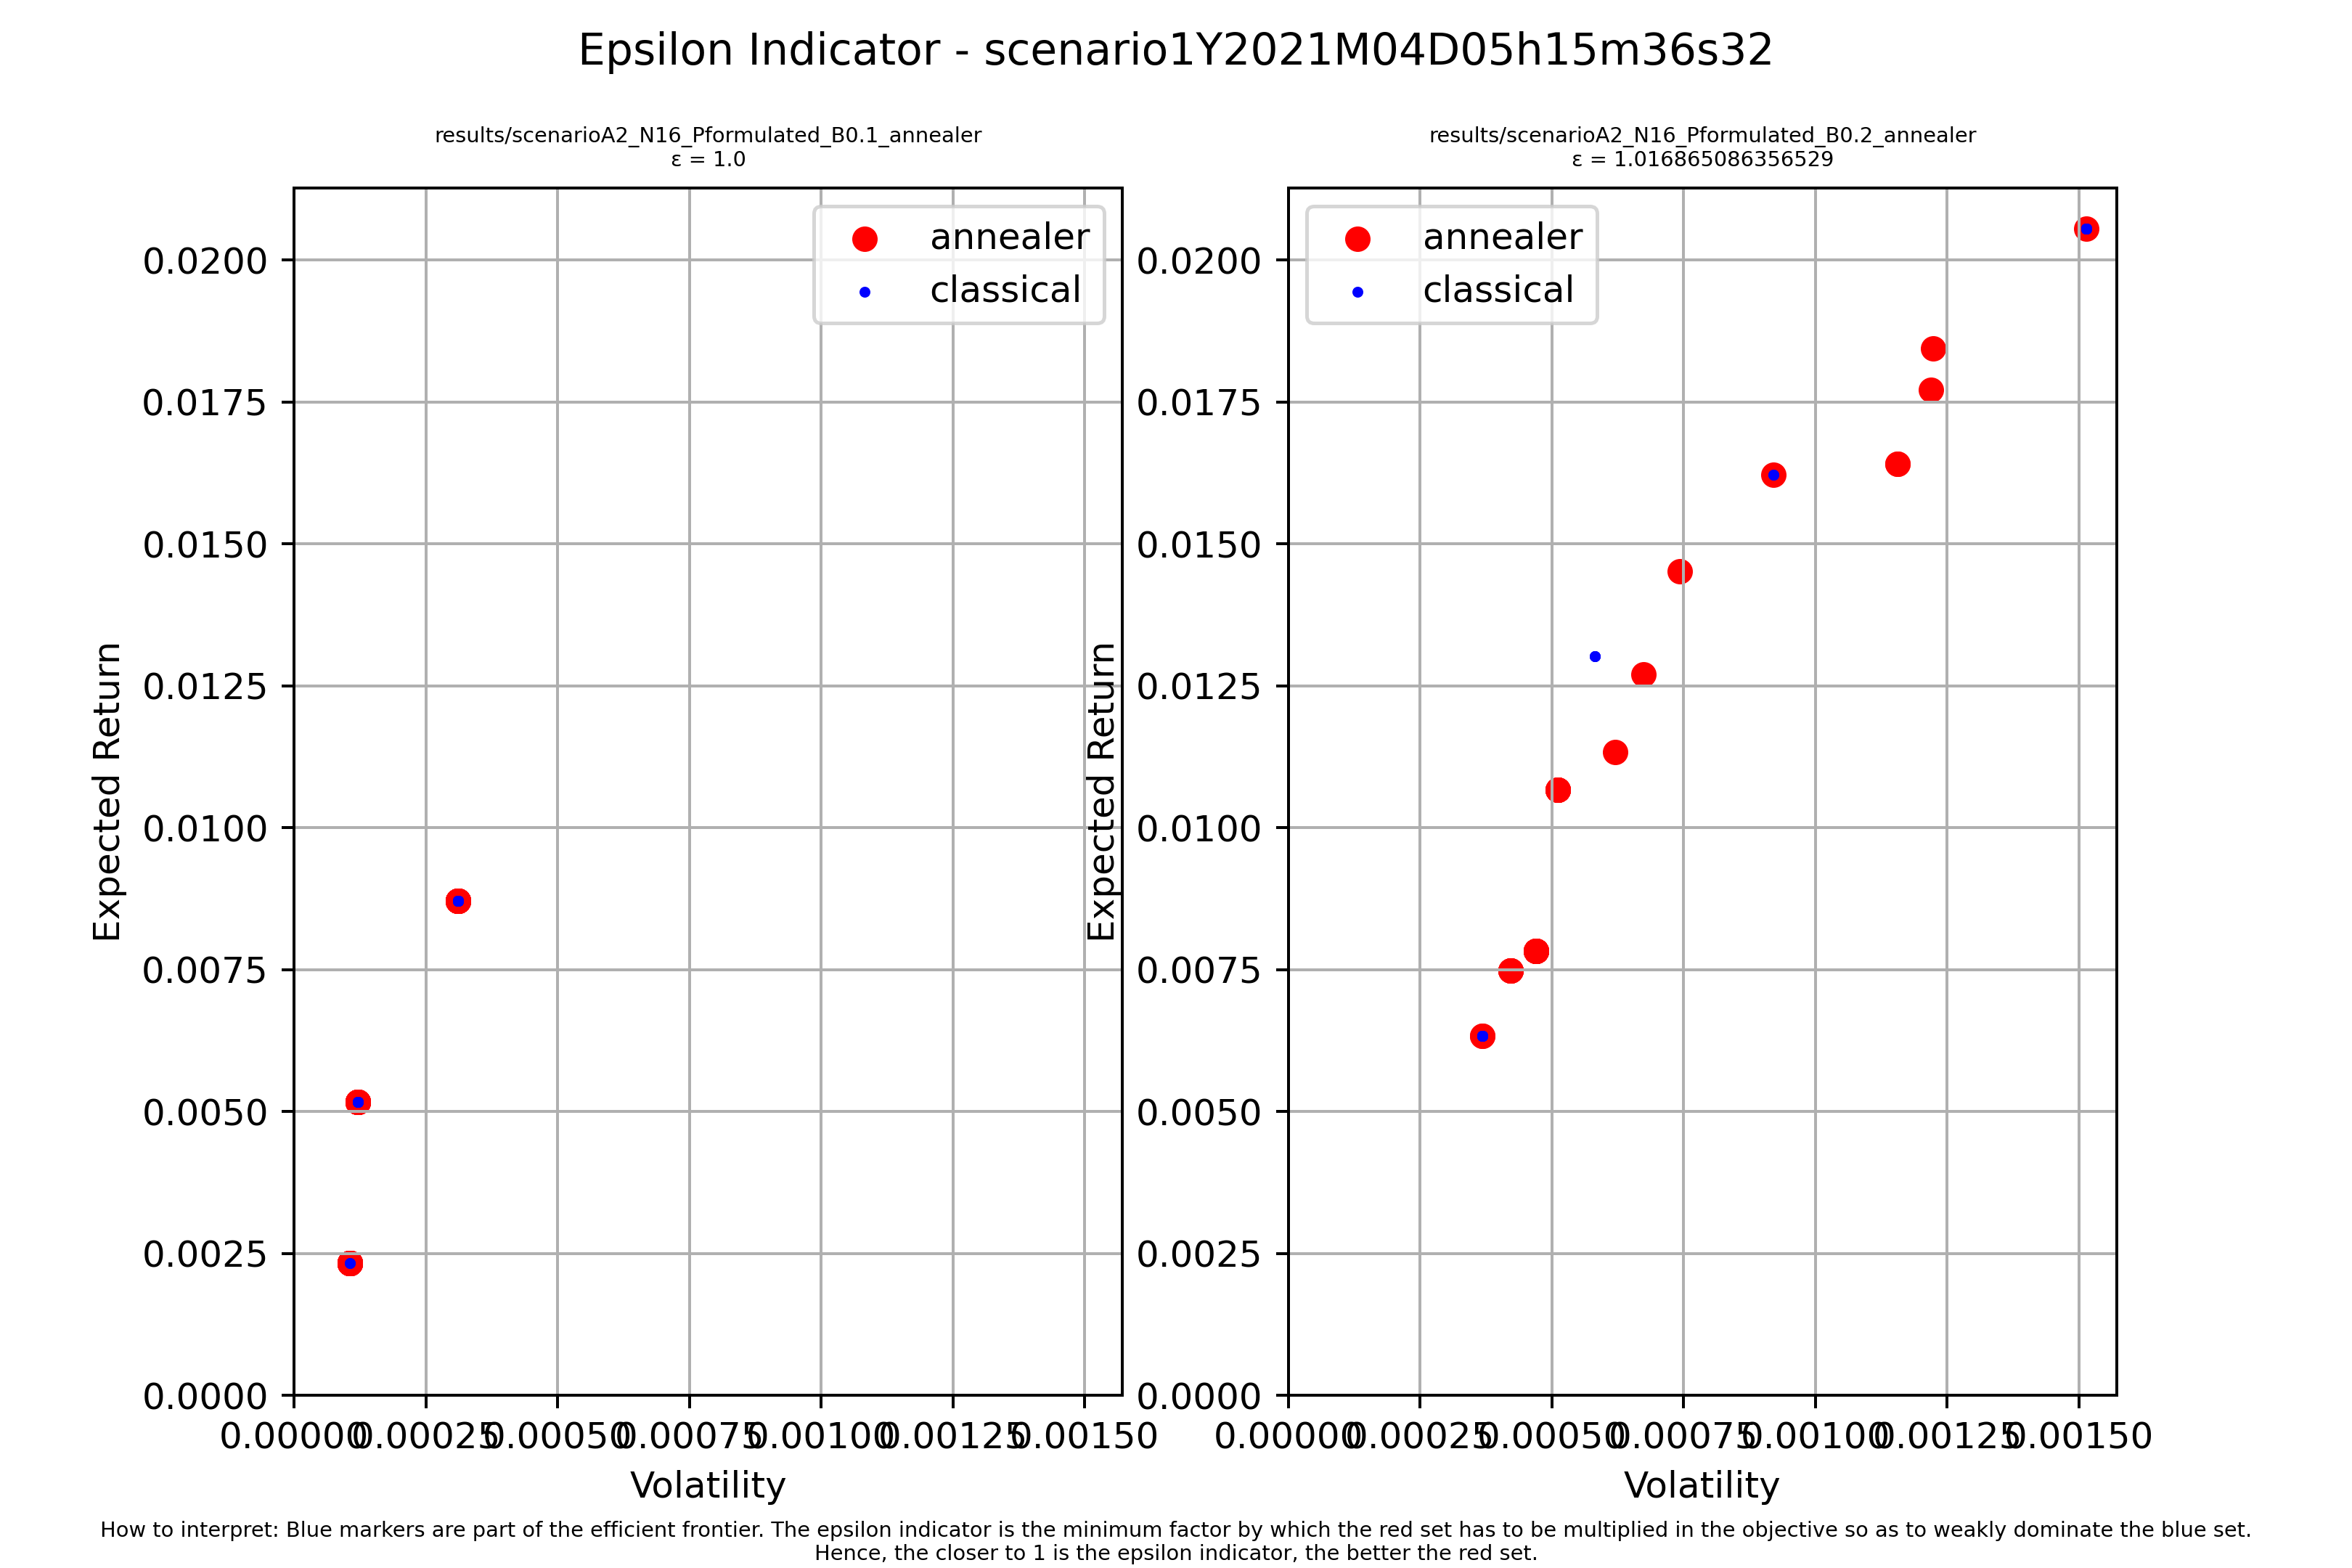 Epsilon Indicator - scenario1Y2021M04D05h15m36s32
results/scenarioA2_N16_Pformulated_B0.1_annealer
ε = 1.0
annealer
classical
0.0200
0.0175
0.0150
0.0125
0.0100
0.0075
0.0050
0.0025
0.0000
Expected Return
0.00000 0.00025 0.00050 0.00075 0.00100 0.00125 0.00150
Volatility
results/scenarioA2_N16_Pformulated_B0.2_annealer
ε = 1.016865086356529
annealer
classical
0.0200
0.0175
0.0150
0.0125
0.0100
0.0075
0.0050
0.0025
0.0000
Expected Return
0.00000 0.00025 0.00050 0.00075 0.00100 0.00125 0.00150
Volatility
How to interpret: Blue markers are part of the efficient frontier. The epsilon indicator is the minimum factor by which the red set has to be multiplied in the objective so as to weakly dominate the blue set.
Hence, the closer to 1 is the epsilon indicator, the better the red set.